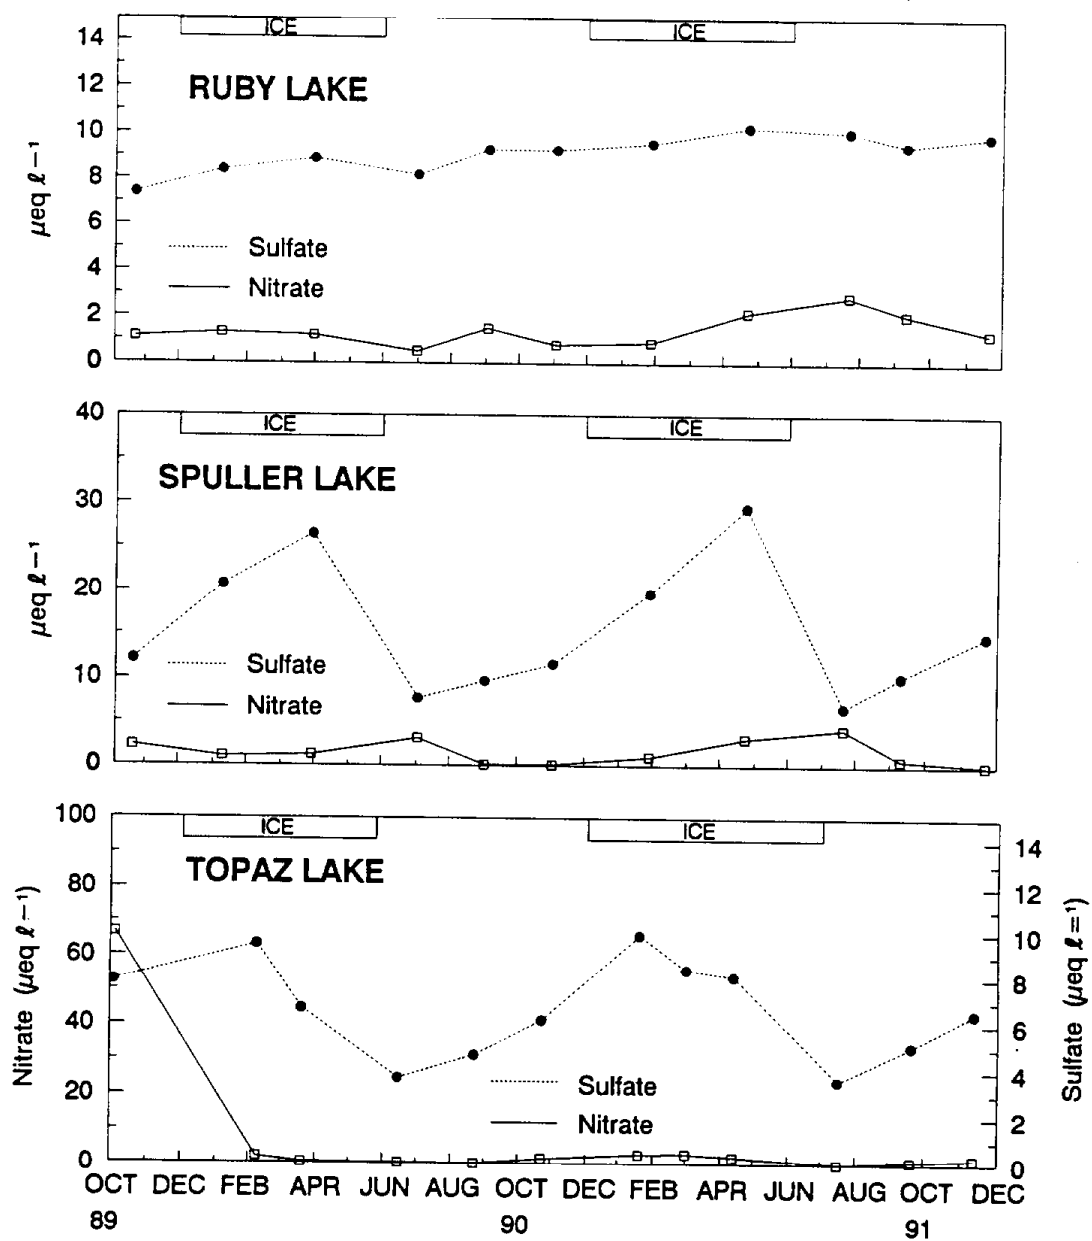 14
ICE
ICE
12
RUBY LAKE
10
8
μeq ℓ−1
6
Sulfate
4
Nitrate
2
0
40
ICE
ICE
SPULLER LAKE
30
μeq ℓ−1
20
Sulfate
10
Nitrate
0
100
ICE
ICE
14
TOPAZ LAKE
80
12
Nitrate (μeq ℓ−1)
60
10
8
Sulfate (μeq ℓ=1)
40
6
20
Sulfate
4
Nitrate
2
0
0
OCT DEC FEB APR JUN AUG OCT DEC FEB APR JUN AUG OCT DEC
89 90 91